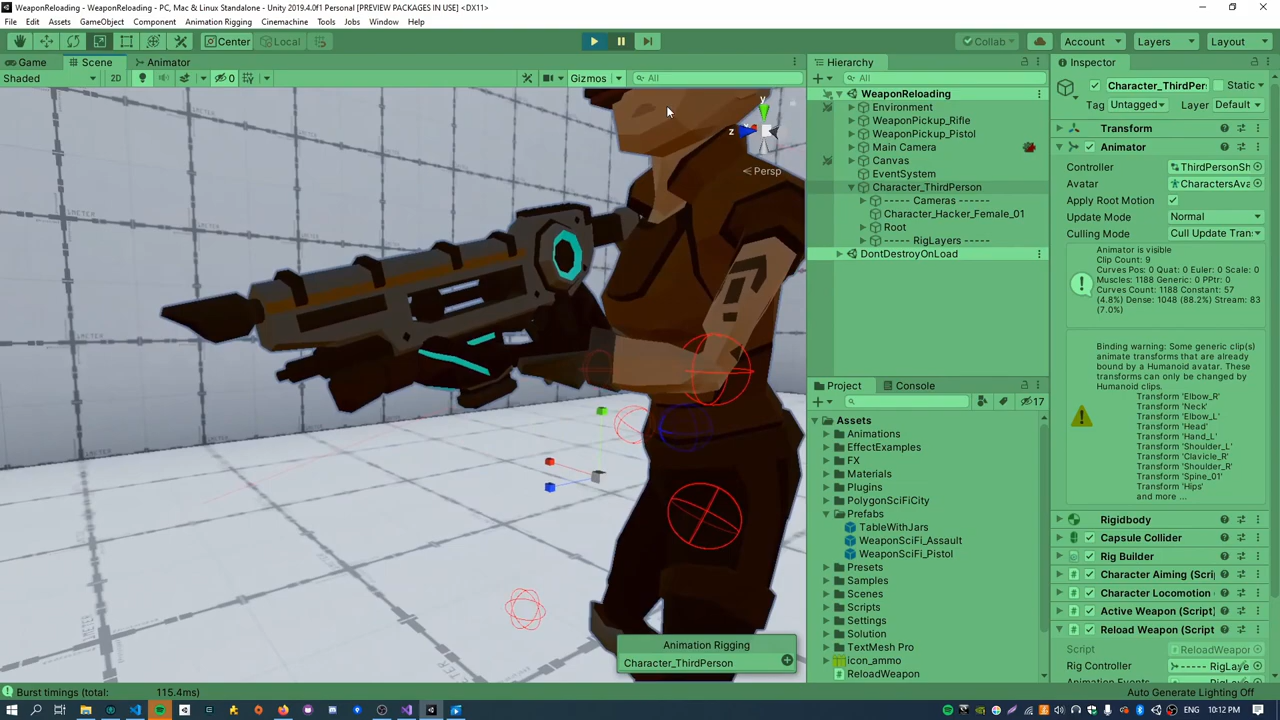 WeaponReloading - WeaponReloading - PC, Mac & Linux Standalone - Unity 2019.4.0f1 Personal [PREVIEW PACKAGES IN USE] <DX11>
File Edit Assets GameObject Component Animation Rigging Cinemachine Tools Jobs Window Help
Center Local Collab Account Layers Layout
Game Scene Animator
Shaded 2D 0 Gizmos All
y
z
Persp
Animation Rigging
Character_ThirdPerson
Hierarchy
All
WeaponReloading
Environment
WeaponPickup_Rifle
WeaponPickup_Pistol
Main Camera
Canvas
EventSystem
Character_ThirdPerson
----- Cameras ------
Character_Hacker_Female_01
Root
----- RigLayers -----
DontDestroyOnLoad
Project Console
17
Assets
Animations
EffectExamples
FX
Materials
Plugins
PolygonSciFiCity
Prefabs
TableWithJars
WeaponSciFi_Assault
WeaponSciFi_Pistol
Presets
Samples
Scenes
Scripts
Settings
Solution
TextMesh Pro
icon_ammo
ReloadWeapon
Inspector
Character_ThirdPer Static
Tag Untagged Layer Default
Transform
Animator
Controller ThirdPersonSh
Avatar CharactersAva
Apply Root Motion
Update Mode Normal
Culling Mode Cull Update Tran
Animator is visible
Clip Count: 9
Curves Pos: 0 Quat: 0 Euler: 0 Scale: 0
Muscles: 1188 Generic: 0 PPtr: 0
Curves Count: 1188 Constant: 57
(4.8%) Dense: 1048 (88.2%) Stream: 83
(7.0%)
Binding warning: Some generic clip(s)
animate transforms that are already
bound by a Humanoid avatar. These
transforms can only be changed by
Humanoid clips.
Transform 'Elbow_R'
Transform 'Neck'
Transform 'Elbow_L'
Transform 'Head'
Transform 'Hand_L'
Transform 'Shoulder_L'
Transform 'Clavicle_R'
Transform 'Shoulder_R'
Transform 'Spine_01'
Transform 'Hips'
and more ...
Rigidbody
Capsule Collider
Rig Builder
Character Aiming (Scri
Character Locomotion
Active Weapon (Script)
Reload Weapon (Script
Script ReloadWeapon
Rig Controller ----- RigLaye
Animation Events RigLaye
Burst timings (total: 115.4ms)
Auto Generate Lighting Off
ENG 10:12 PM